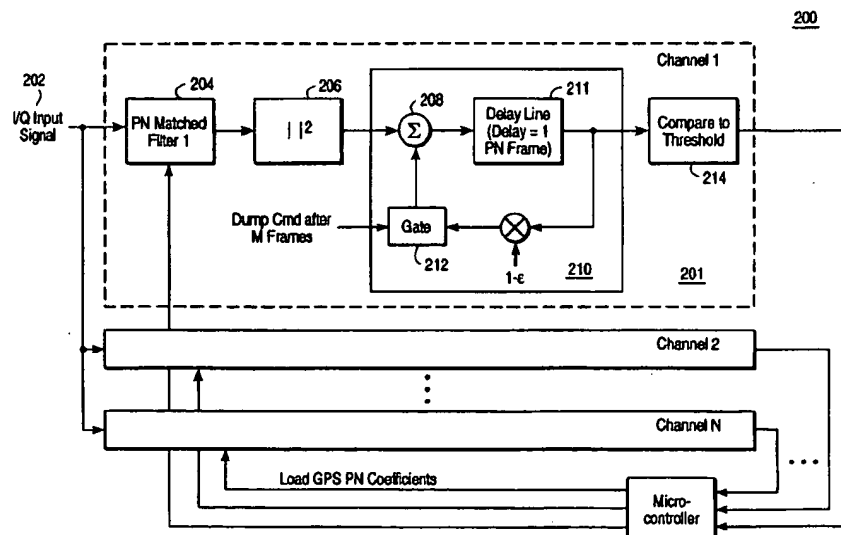 200
Channel 1
202
I/Q Input
Signal
204
PN Matched
Filter 1
206
| |²
208
Σ
211
Delay Line
(Delay = 1
PN Frame)
Compare to
Threshold
214
Dump Cmd after
M Frames
Gate
212
1-ε
210
201
Channel 2
Channel N
Load GPS PN Coefficients
Micro-
controller